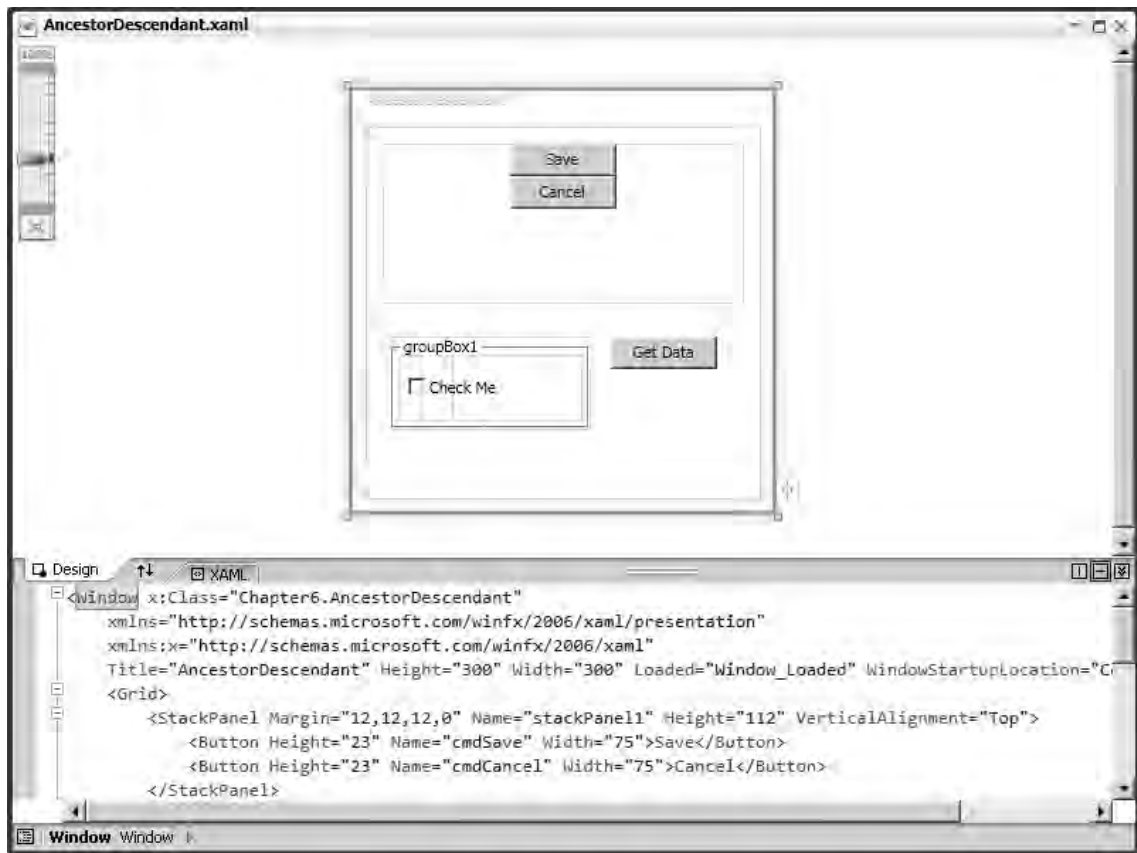 AncestorDescendant.xaml
Save
Cancel
groupBox1
Get Data
Check Me
Design
XAML
<Window x:Class="Chapter6.AncestorDescendant"
xmlns="http://schemas.microsoft.com/winfx/2006/xaml/presentation"
xmlns:x="http://schemas.microsoft.com/winfx/2006/xaml"
Title="AncestorDescendant" Height="300" Width="300" Loaded="Window_Loaded" WindowStartupLocation="C
<Grid>
<StackPanel Margin="12,12,12,0" Name="stackPanel1" Height="112" VerticalAlignment="Top">
<Button Height="23" Name="cmdSave" Width="75">Save</Button>
<Button Height="23" Name="cmdCancel" Width="75">Cancel</Button>
</StackPanel>
Window Window